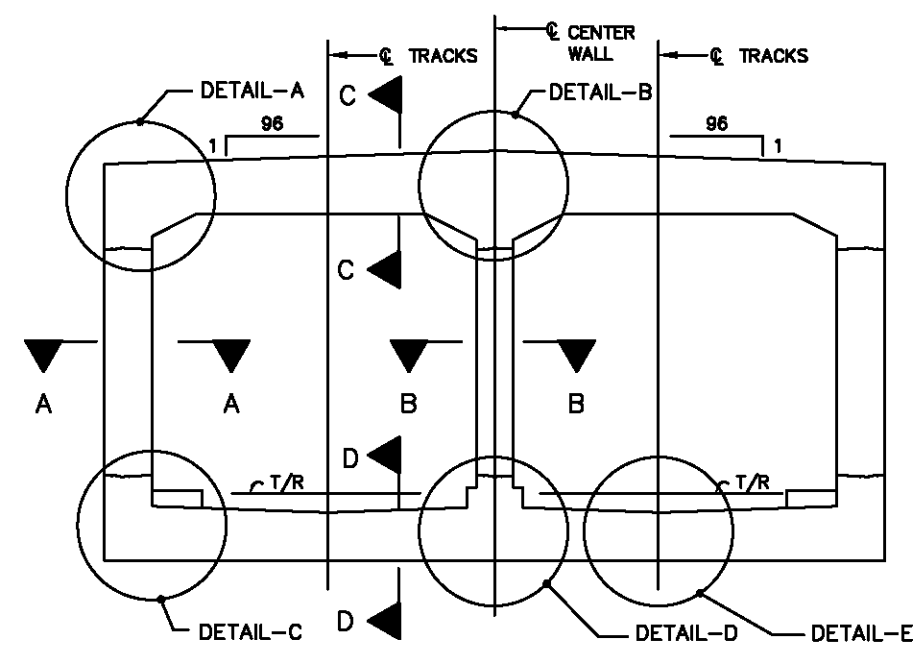 ℄ CENTER
WALL
℄ TRACKS
℄ TRACKS
DETAIL-A
C
DETAIL-B
1
96
96
1
C
A
A
B
B
D
T/R
T/R
D
DETAIL-C
DETAIL-D
DETAIL-E